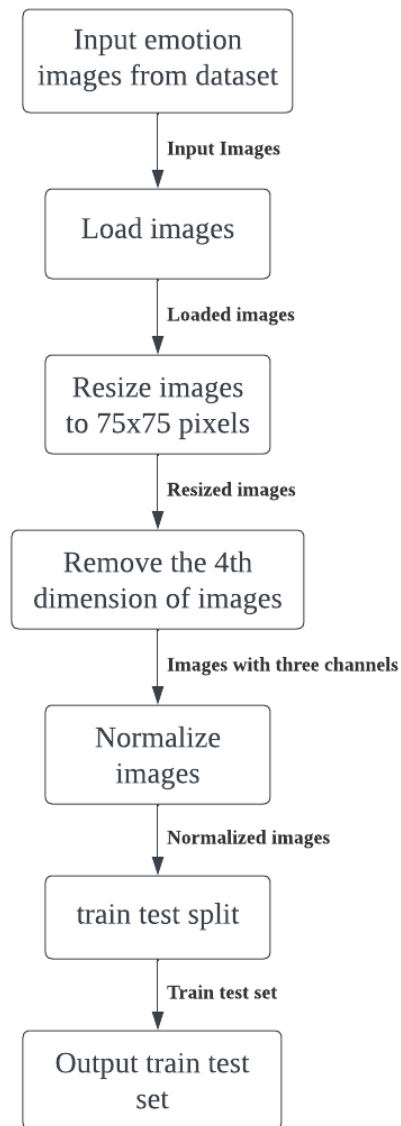 Input emotion
images from dataset
Input Images
Load images
Loaded images
Resize images
to 75x75 pixels
Resized images
Remove the 4th
dimension of images
Images with three channels
Normalize
images
Normalized images
train test split
Train test set
Output train test
set